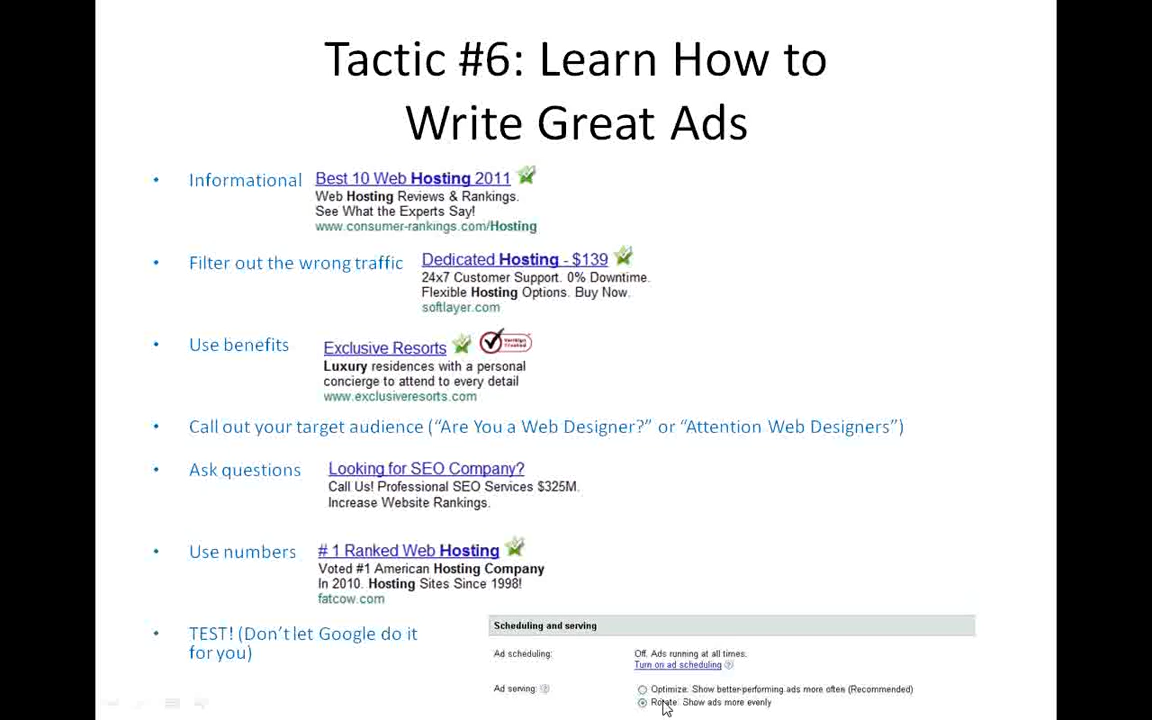 Tactic #6: Learn How to
Write Great Ads
• Informational
Best 10 Web Hosting 2011
Web Hosting Reviews & Rankings.
See What the Experts Say!
www.consumer-rankings.com/Hosting
• Filter out the wrong traffic
Dedicated Hosting - $139
24x7 Customer Support. 0% Downtime.
Flexible Hosting Options. Buy Now.
softlayer.com
• Use benefits
Exclusive Resorts
VeriSign Trusted
Luxury residences with a personal
concierge to attend to every detail
www.exclusiveresorts.com
• Call out your target audience (“Are You a Web Designer?” or “Attention Web Designers”)
• Ask questions
Looking for SEO Company?
Call Us! Professional SEO Services $325M.
Increase Website Rankings.
• Use numbers
# 1 Ranked Web Hosting
Voted #1 American Hosting Company
In 2010. Hosting Sites Since 1998!
fatcow.com
• TEST! (Don’t let Google do it
for you)
Scheduling and serving
Ad scheduling: Off. Ads running at all times.
Turn on ad scheduling
Ad serving: Optimize: Show better-performing ads more often (Recommended)
Rotate: Show ads more evenly